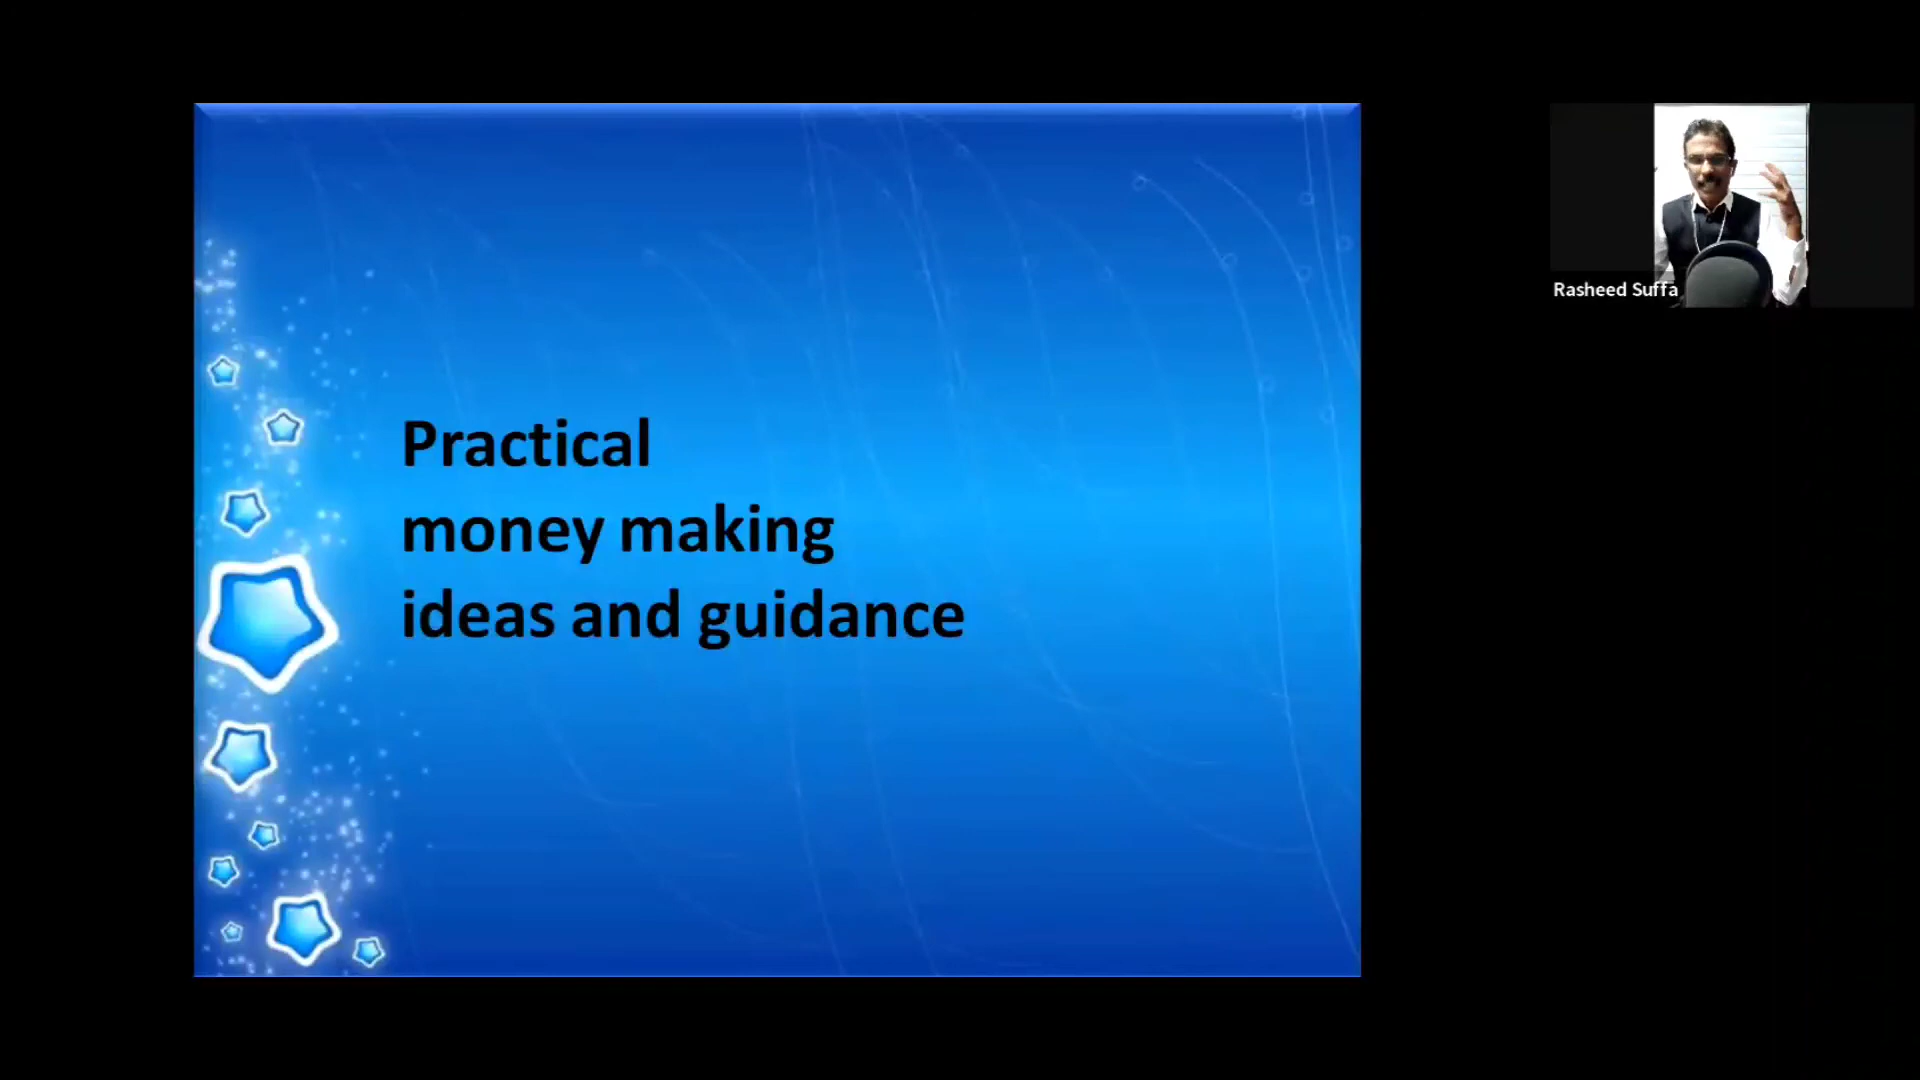 Practical
money making
ideas and guidance
Rasheed Suffa